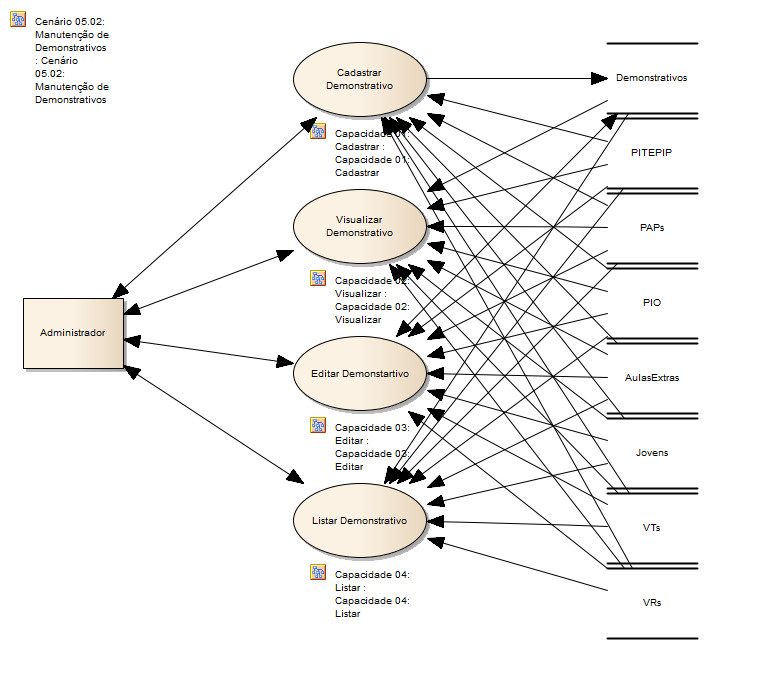 Cenário 05.02:
Manutenção de
Demonstrativos
: Cenário
05.02:
Manutenção de
Demonstrativos
Administrador
Cadastrar
Demonstrativo
Capacidade 01:
Cadastrar :
Capacidade 01:
Cadastrar
Visualizar
Demonstrativo
Capacidade 02:
Visualizar :
Capacidade 02:
Visualizar
Editar Demonstartivo
Capacidade 03:
Editar :
Capacidade 03:
Editar
Listar Demonstrativo
Capacidade 04:
Listar :
Capacidade 04:
Listar
Demonstrativos
PITEPIP
PAPs
PIO
AulasExtras
Jovens
VTs
VRs